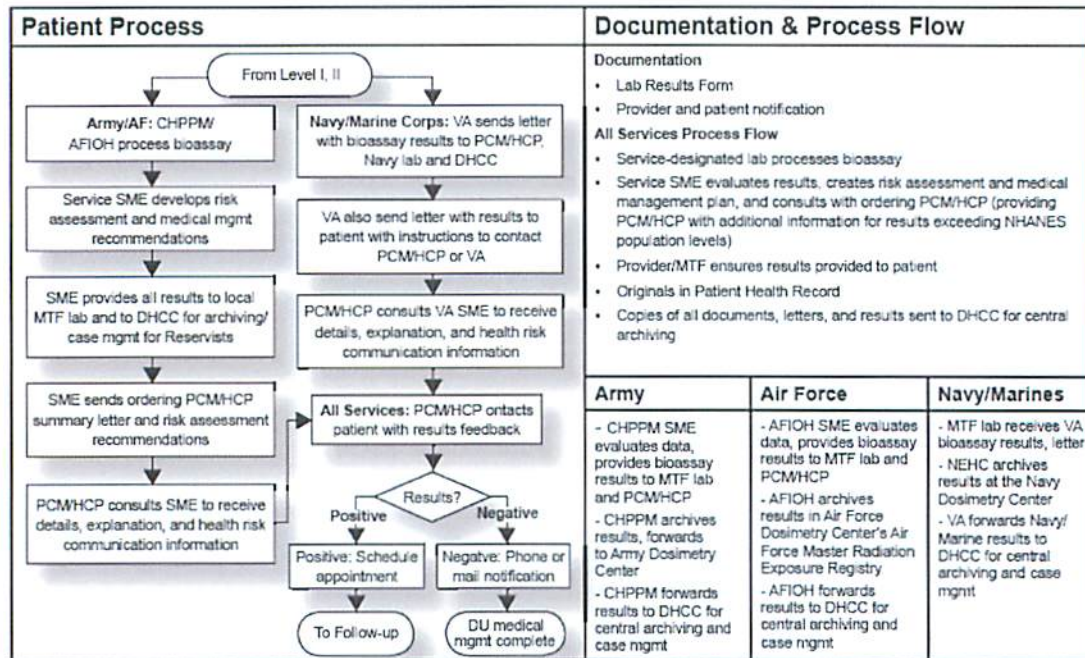 Patient Process
From Level I, II
Army/AF: CHPPM/
AFIOH process bioassay
Service SME develops risk
assessment and medical mgmt
recommendations
SME provides all results to local
MTF lab and to DHCC for archiving/
case mgmt for Reservists
SME sends ordering PCM/HCP
summary letter and risk assessment
recommendations
PCM/HCP consults SME to receive
details, explanation, and health risk
communication information
Navy/Marine Corps: VA sends letter
with bioassay results to PCM/HCP,
Navy lab and DHCC
VA also send letter with results to
patient with instructions to contact
PCM/HCP or VA
PCM/HCP consults VA SME to receive
details, explanation, and health risk
communication information
All Services: PCM/HCP ontacts
patient with results feedback
Results?
Positive
Negative
Positive: Schedule
appointment
Negatve: Phone or
mail notification
To Follow-up
DU medical
mgmt complete
Documentation & Process Flow
Documentation
• Lab Results Form
• Provider and patient notification
All Services Process Flow
• Service-designated lab processes bioassay
• Service SME evaluates results, creates risk assessment and medical
management plan, and consults with ordering PCM/HCP (providing
PCM/HCP with additional information for results exceeding NHANES
population levels)
• Provider/MTF ensures results provided to patient
• Originals in Patient Health Record
• Copies of all documents, letters, and results sent to DHCC for central
archiving
Army
- CHPPM SME
evaluates data,
provides bioassay
results to MTF lab
and PCM/HCP
- CHPPM archives
results, forwards
to Army Dosimetry
Center
- CHPPM forwards
results to DHCC for
central archiving and
case mgmt
Air Force
- AFIOH SME evaluates
data, provides bioassay
results to MTF lab and
PCM/HCP
- AFIOH archives
results in Air Force
Dosimetry Center's Air
Force Master Radiation
Exposure Registry
- AFIOH forwards
results to DHCC for
central archiving and
case mgmt
Navy/Marines
- MTF lab receives VA
bioassay results, letter
- NEHC archives
results at the Navy
Dosimetry Center
- VA forwards Navy/
Marine results to
DHCC for central
archiving and case
mgmt